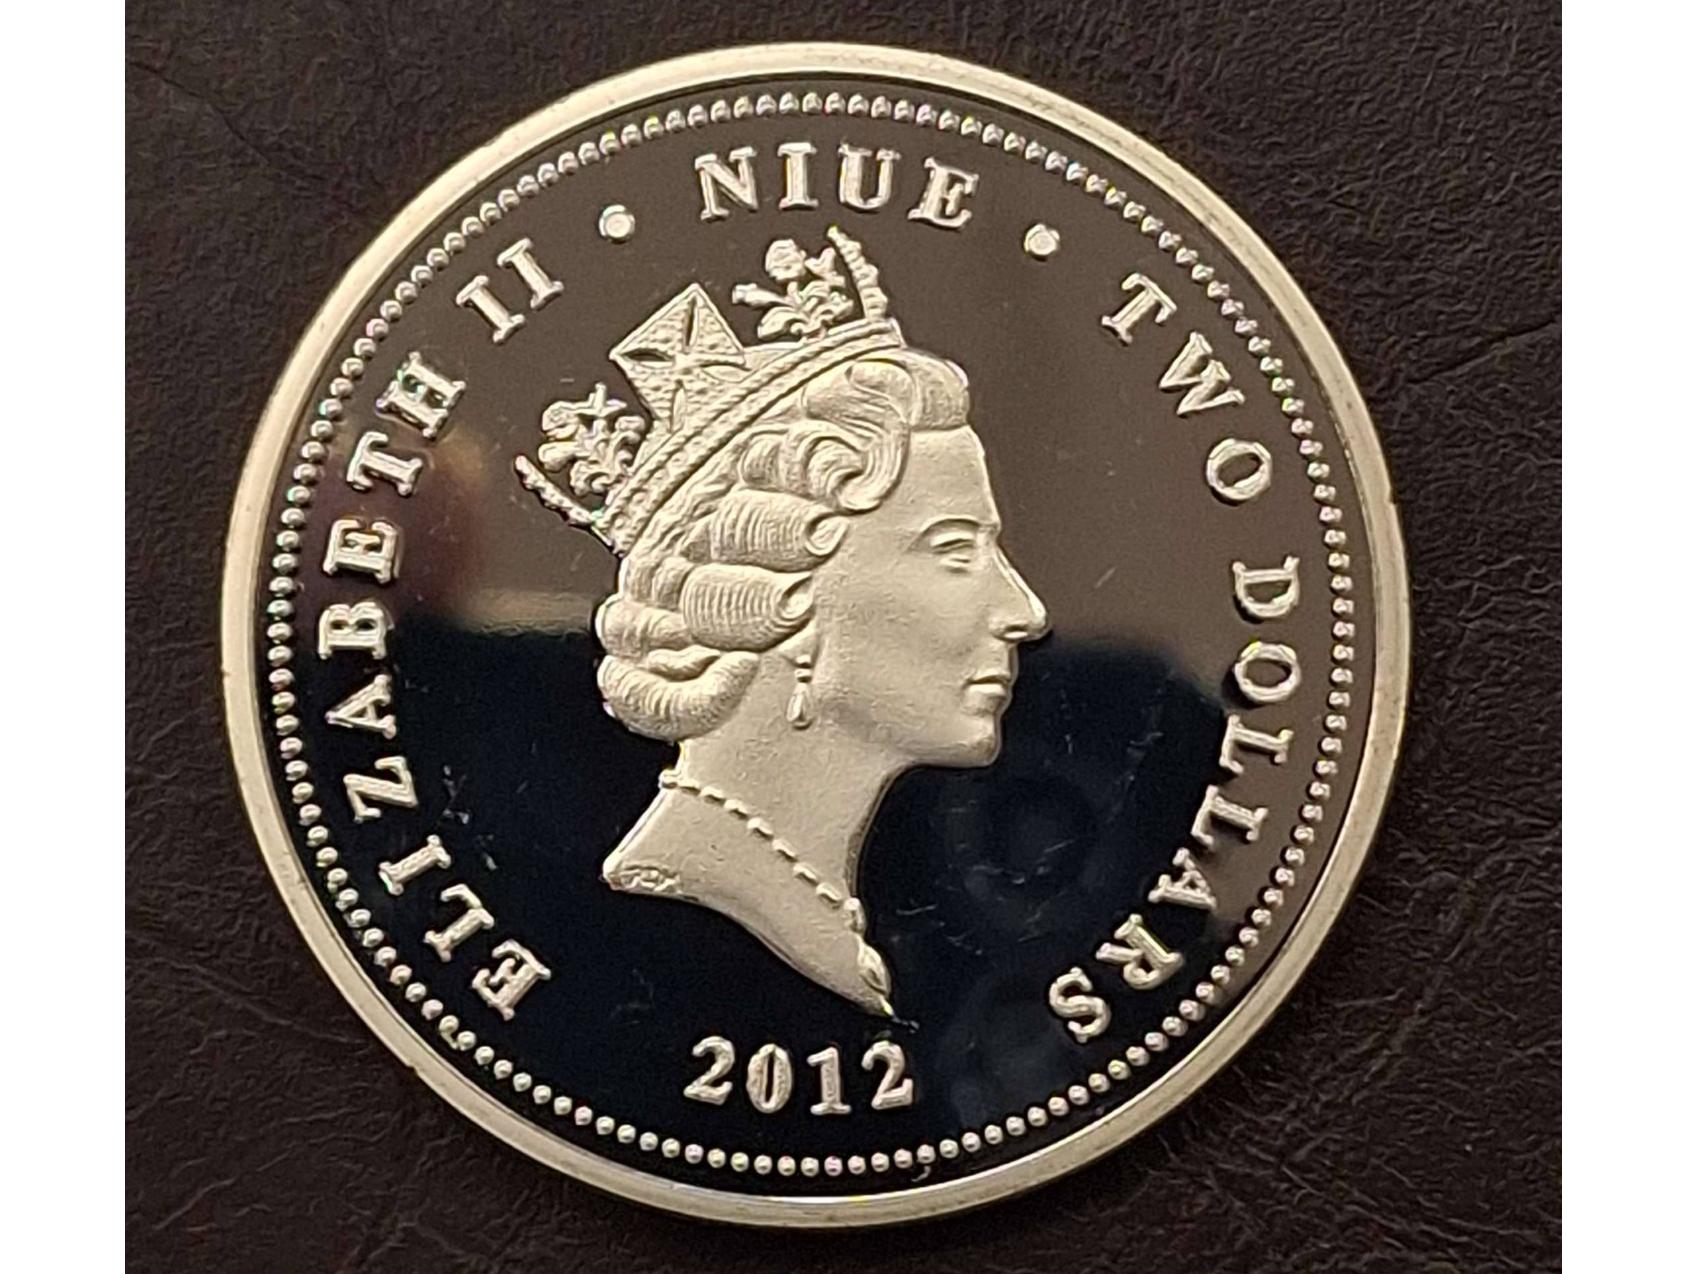 ELIZABETH II • NIUE • TWO DOLLARS
2012